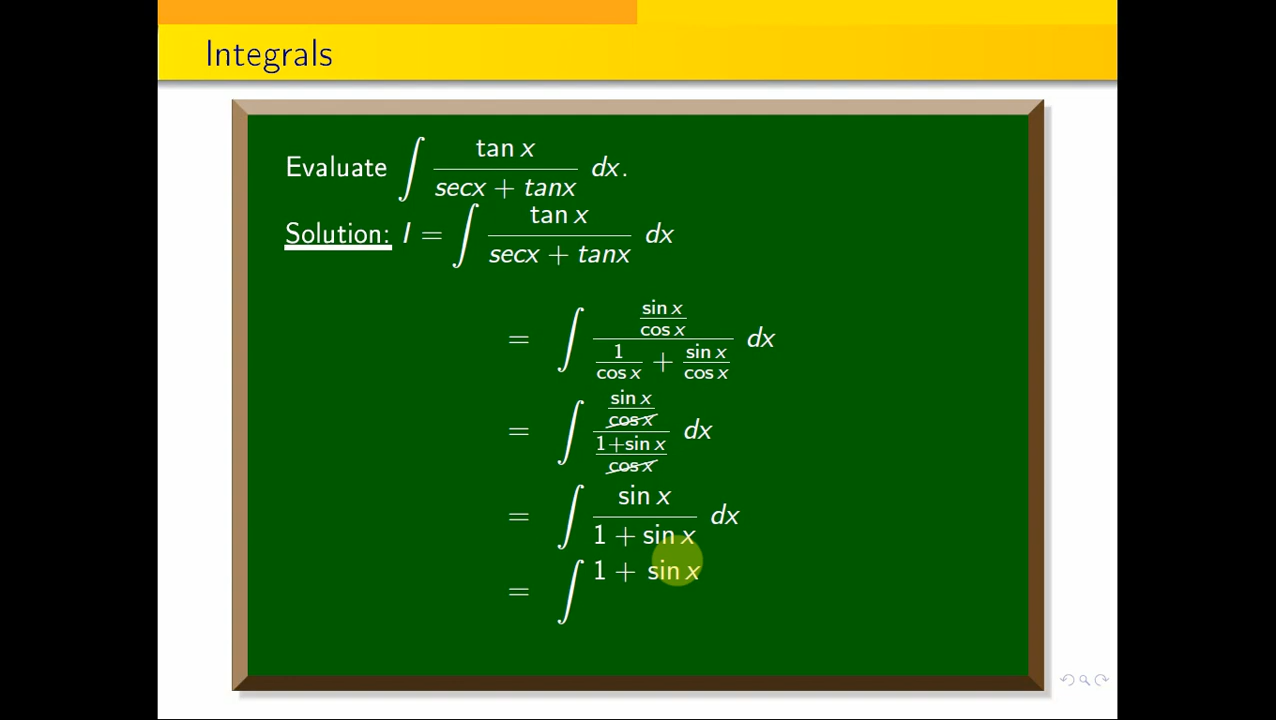 Integrals
Evaluate ∫ tan x / (secx + tanx) dx.
Solution: I = ∫ tan x / (secx + tanx) dx
= ∫ (sin x / cos x) / (1 / cos x + sin x / cos x) dx
= ∫ (sin x / cos x) / ((1+sin x) / cos x) dx
= ∫ sin x / (1 + sin x) dx
= ∫ 1 + sin x